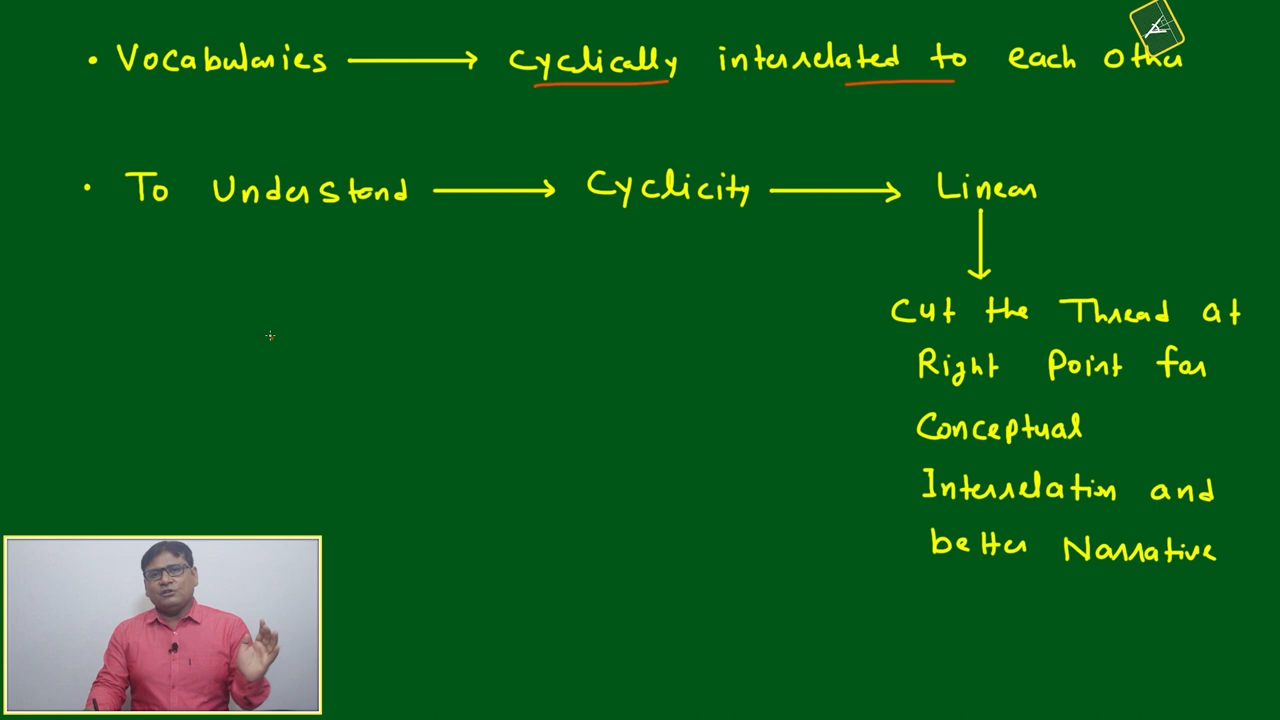 • Vocabularies → Cyclically interrelated to each other
• To Understand → Cyclicity → Linear
↓
Cut the Thread at
Right Point for
Conceptual
Interrelation and
better Narrative